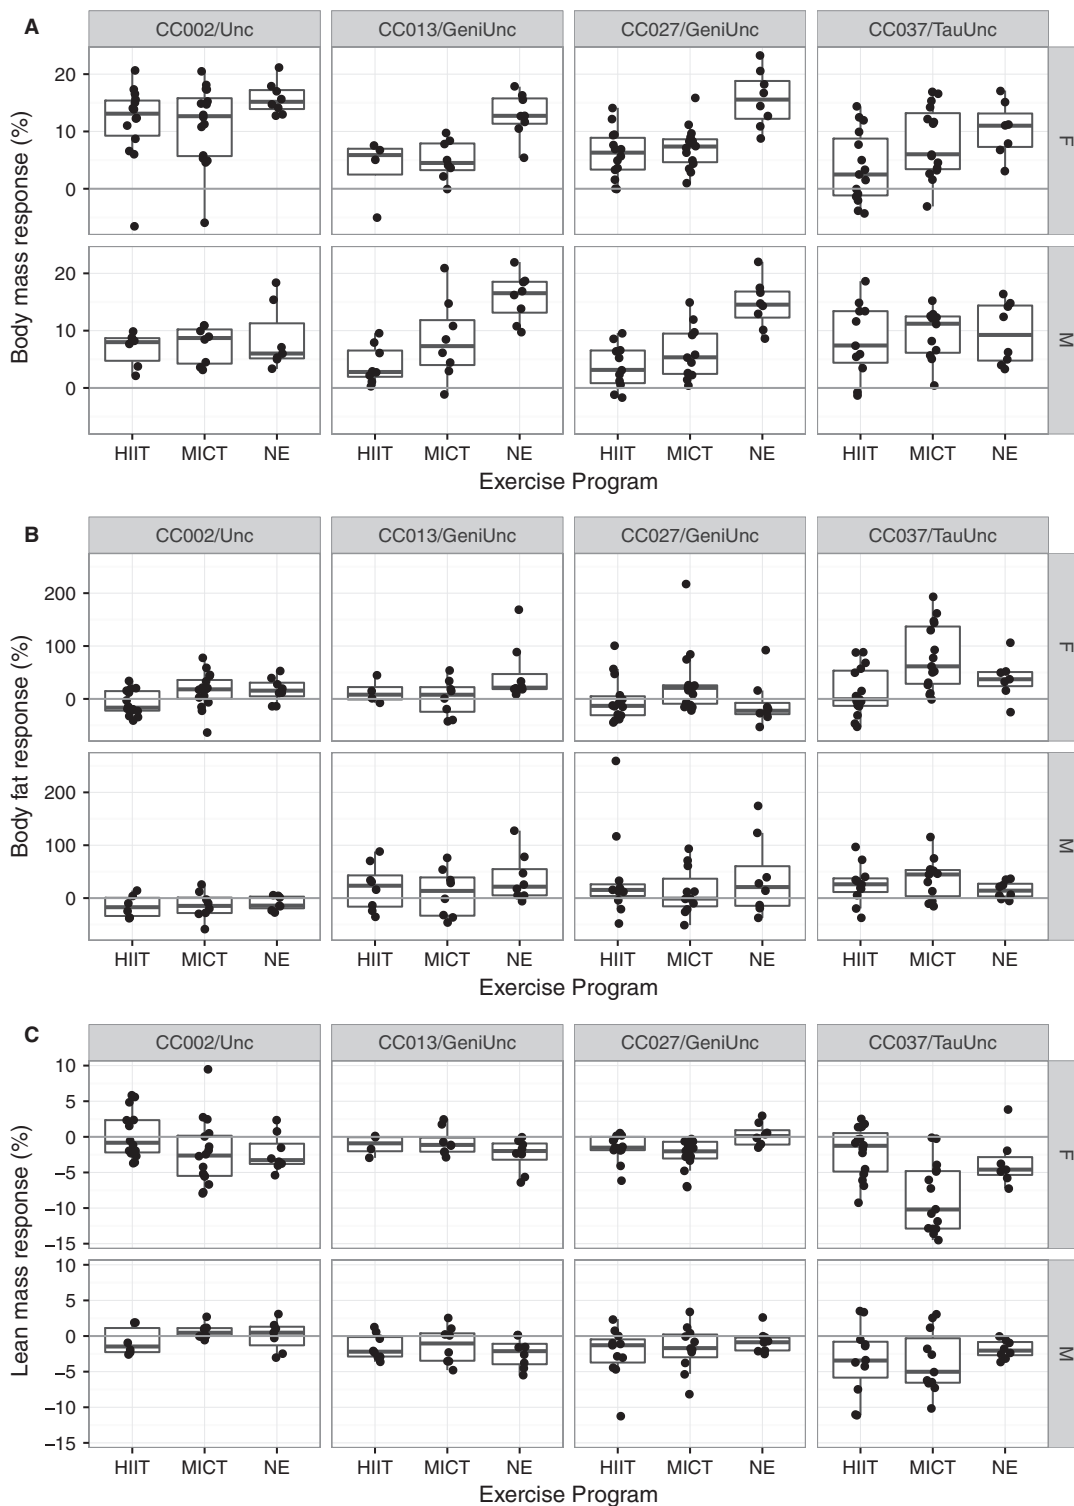 A
CC002/Unc CC013/GeniUnc CC027/GeniUnc CC037/TauUnc
Body mass response (%)
20
10
0
F
20
10
0
M
HIIT MICT NE HIIT MICT NE HIIT MICT NE HIIT MICT NE
Exercise Program
B
CC002/Unc CC013/GeniUnc CC027/GeniUnc CC037/TauUnc
Body fat response (%)
200
100
0
F
200
100
0
M
HIIT MICT NE HIIT MICT NE HIIT MICT NE HIIT MICT NE
Exercise Program
C
CC002/Unc CC013/GeniUnc CC027/GeniUnc CC037/TauUnc
Lean mass response (%)
10
5
0
−5
−10
−15
F
10
5
0
−5
−10
−15
M
HIIT MICT NE HIIT MICT NE HIIT MICT NE HIIT MICT NE
Exercise Program